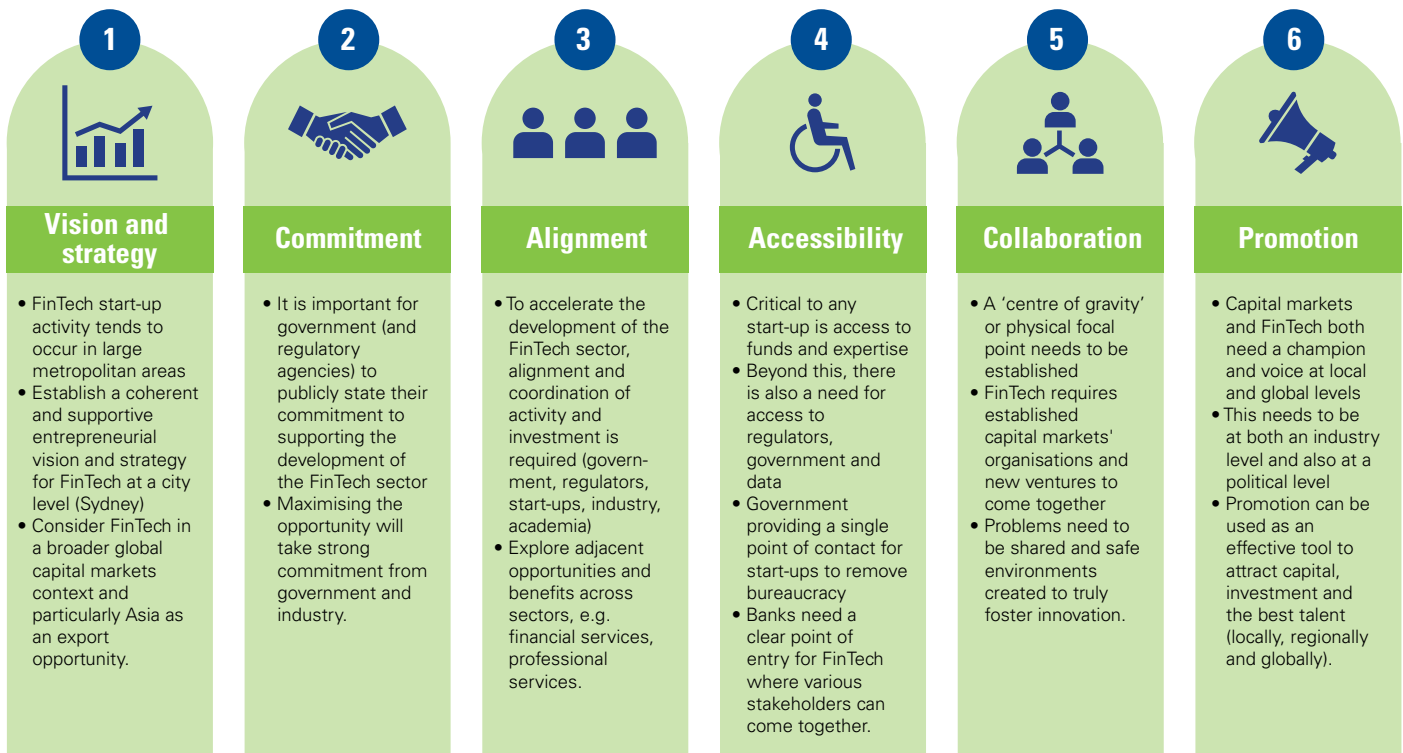 1
Vision and
strategy
• FinTech start-up
activity tends to
occur in large
metropolitan areas
• Establish a coherent
and supportive
entrepreneurial
vision and strategy
for FinTech at a city
level (Sydney)
• Consider FinTech in
a broader global
capital markets
context and
particularly Asia as
an export
opportunity.
2
Commitment
• It is important for
government (and
regulatory
agencies) to
publicly state their
commitment to
supporting the
development of
the FinTech sector
• Maximising the
opportunity will
take strong
commitment from
government and
industry.
3
Alignment
• To accelerate the
development of the
FinTech sector,
alignment and
coordination of
activity and
investment is
required (govern-
ment, regulators,
start-ups, industry,
academia)
• Explore adjacent
opportunities and
benefits across
sectors, e.g.
financial services,
professional
services.
4
Accessibility
• Critical to any
start-up is access to
funds and expertise
• Beyond this, there
is also a need for
access to
regulators,
government and
data
• Government
providing a single
point of contact for
start-ups to remove
bureaucracy
• Banks need a
clear point of
entry for FinTech
where various
stakeholders can
come together.
5
Collaboration
• A ‘centre of gravity’
or physical focal
point needs to be
established
• FinTech requires
established
capital markets'
organisations and
new ventures to
come together
• Problems need to
be shared and safe
environments
created to truly
foster innovation.
6
Promotion
• Capital markets
and FinTech both
need a champion
and voice at local
and global levels
• This needs to be
at both an industry
level and also at a
political level
• Promotion can be
used as an
effective tool to
attract capital,
investment and
the best talent
(locally, regionally
and globally).